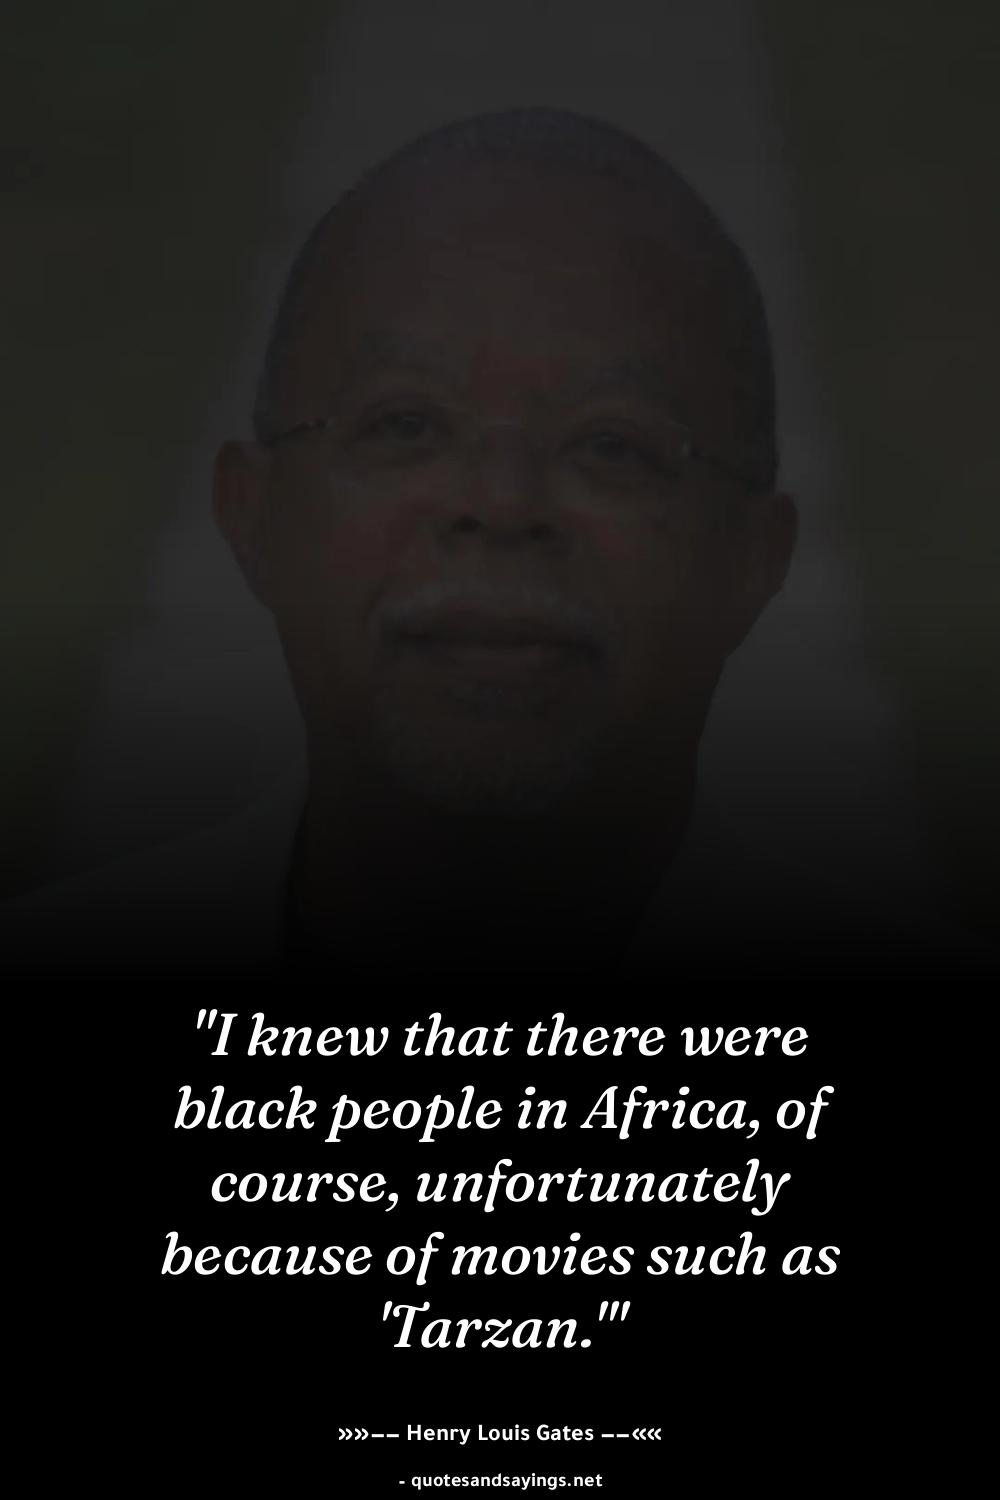 "I knew that there were
black people in Africa, of
course, unfortunately
because of movies such as
'Tarzan.'"
»»−− Henry Louis Gates −−««
- quotesandsayings.net